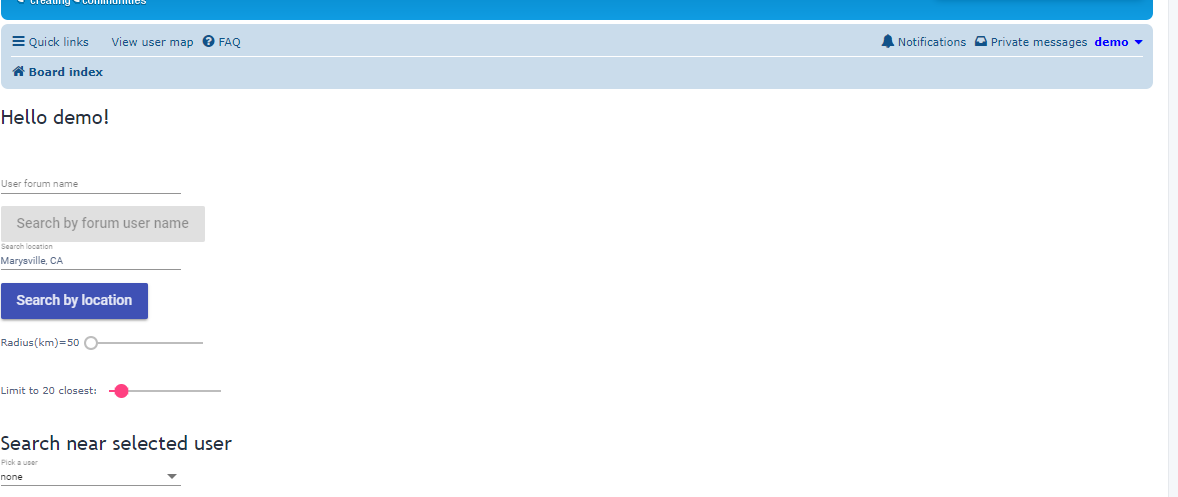 creating communities
Quick links View user map FAQ Notifications Private messages demo
Board index
Hello demo!
User forum name
Search by forum user name
Search location
Marysville, CA
Search by location
Radius(km)=50
Limit to 20 closest:
Search near selected user
Pick a user
none